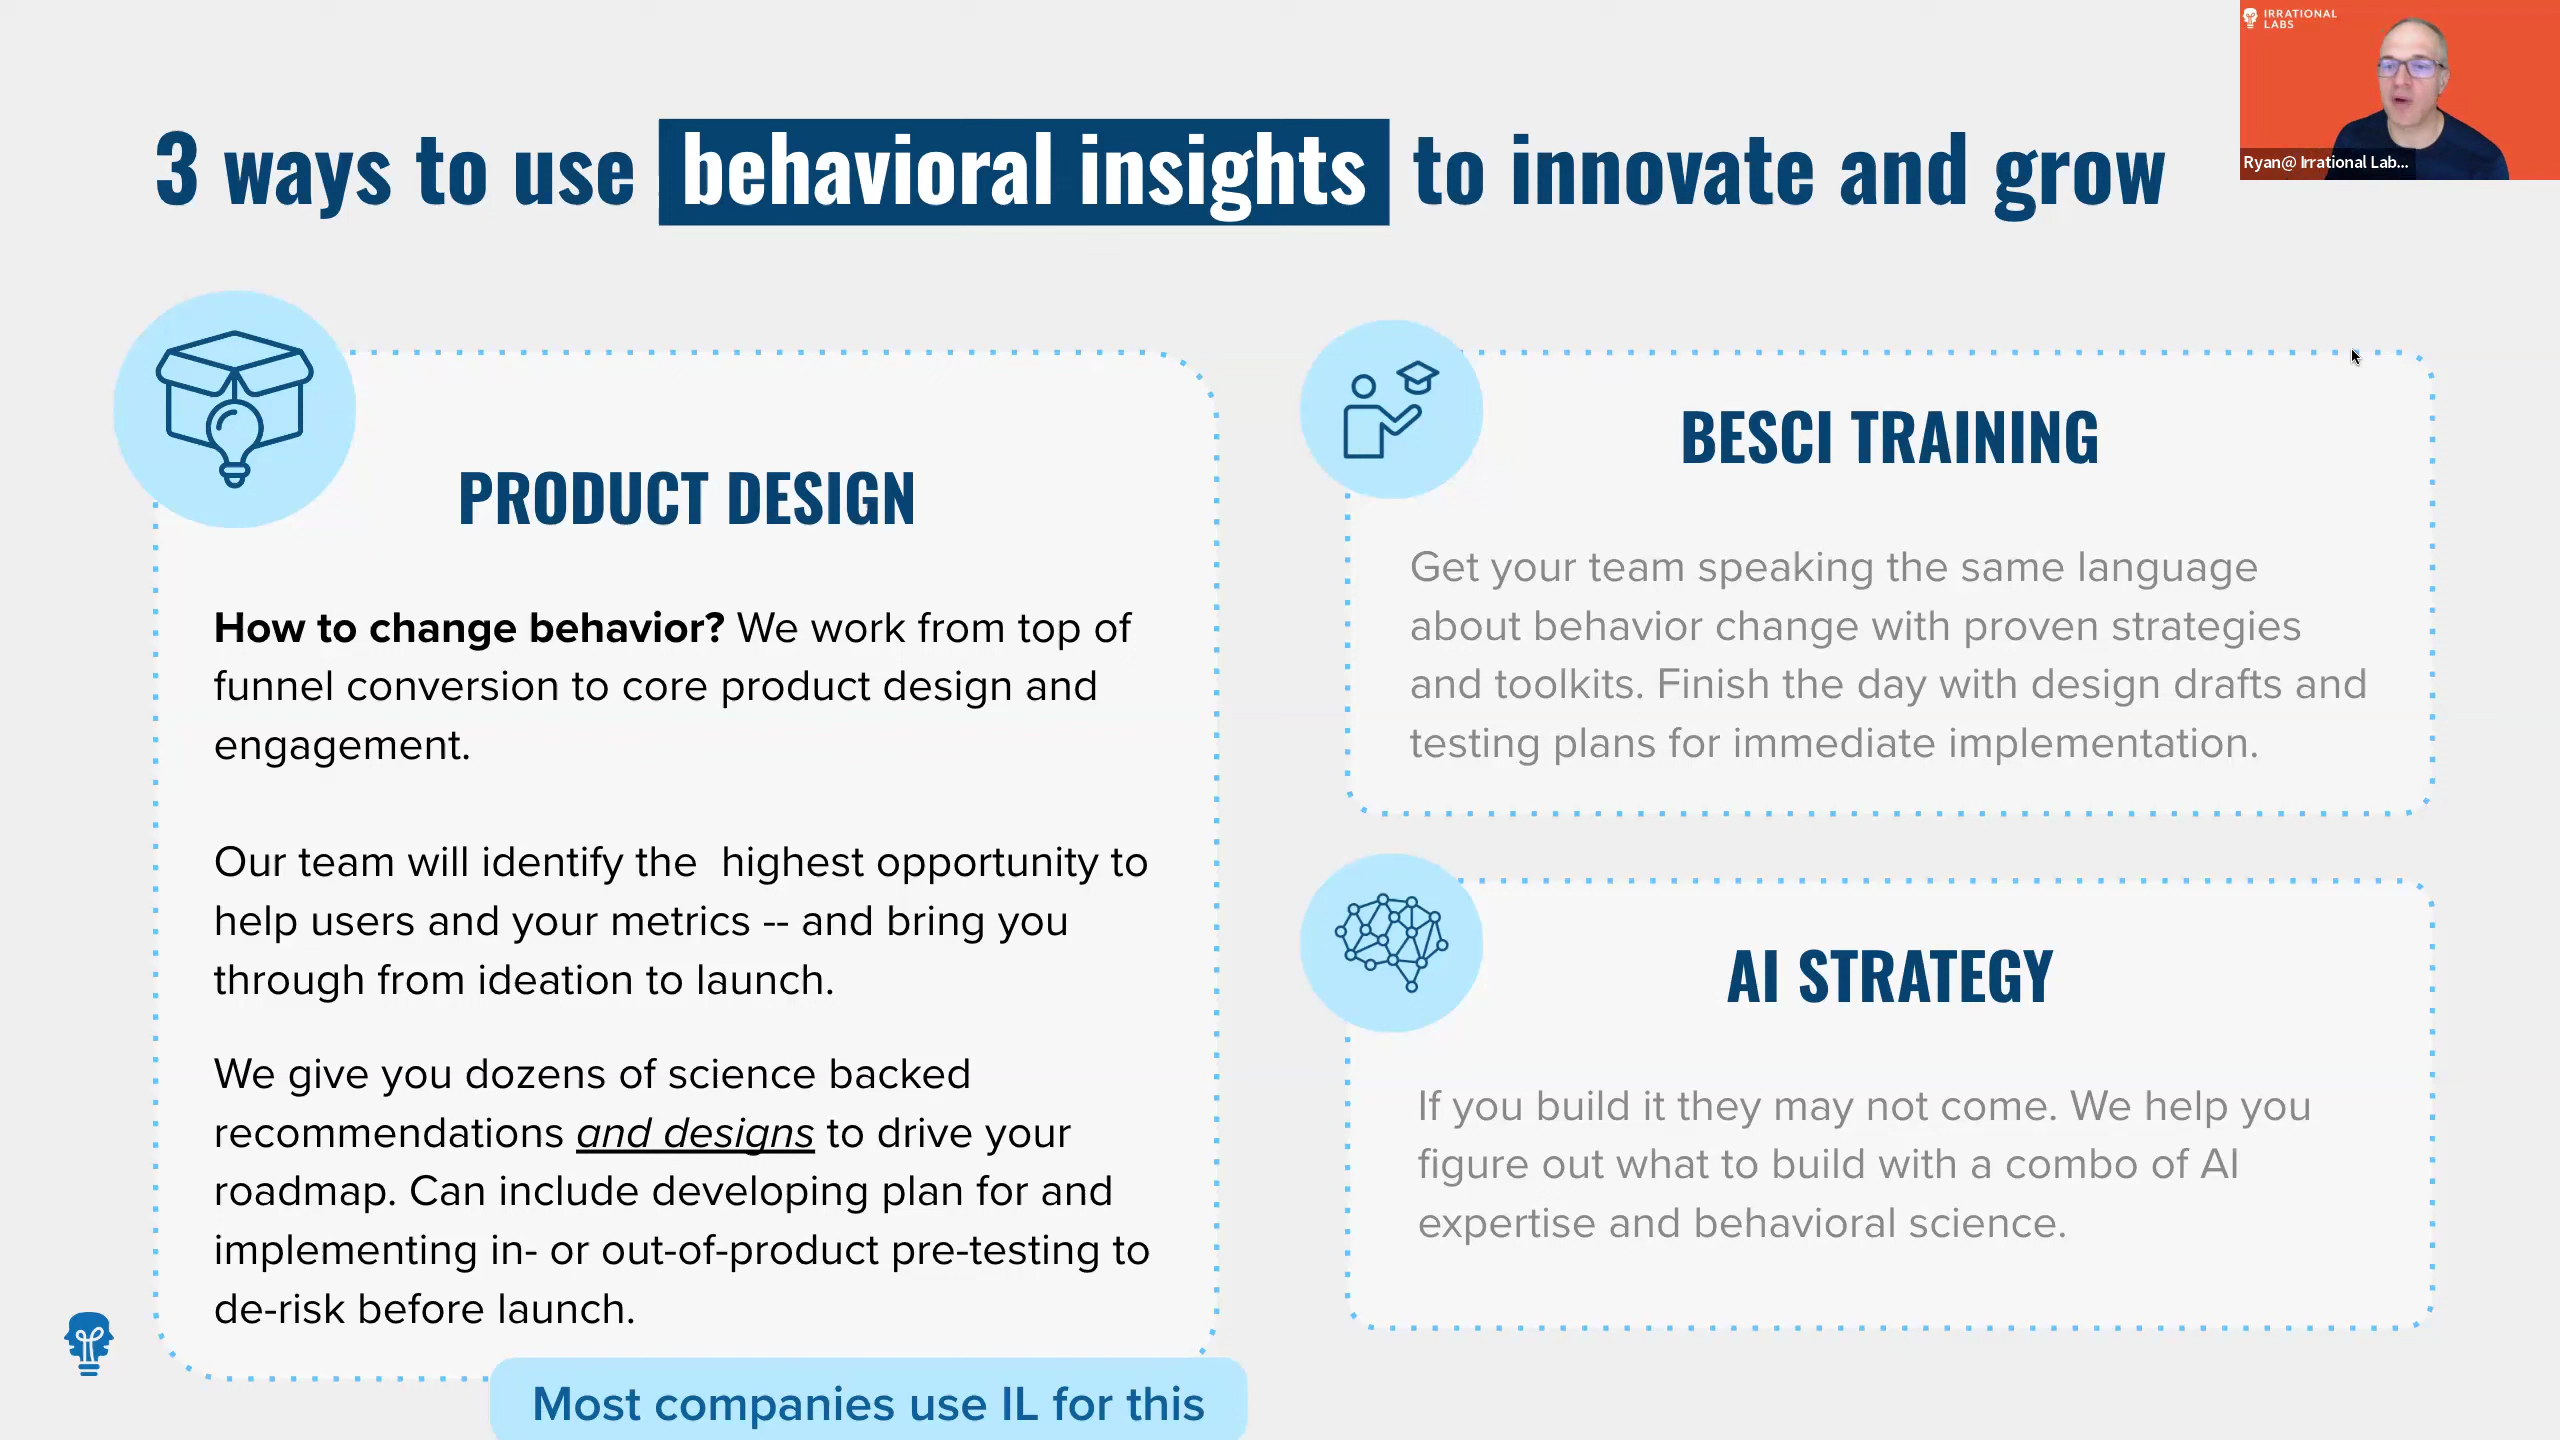 IRRATIONAL
LABS
Ryan@ Irrational Lab...
3 ways to use behavioral insights to innovate and grow
PRODUCT DESIGN
How to change behavior? We work from top of
funnel conversion to core product design and
engagement.
Our team will identify the  highest opportunity to
help users and your metrics -- and bring you
through from ideation to launch.
We give you dozens of science backed
recommendations and designs to drive your
roadmap. Can include developing plan for and
implementing in- or out-of-product pre-testing to
de-risk before launch.
Most companies use IL for this
BESCI TRAINING
Get your team speaking the same language
about behavior change with proven strategies
and toolkits. Finish the day with design drafts and
testing plans for immediate implementation.
AI STRATEGY
If you build it they may not come. We help you
figure out what to build with a combo of AI
expertise and behavioral science.